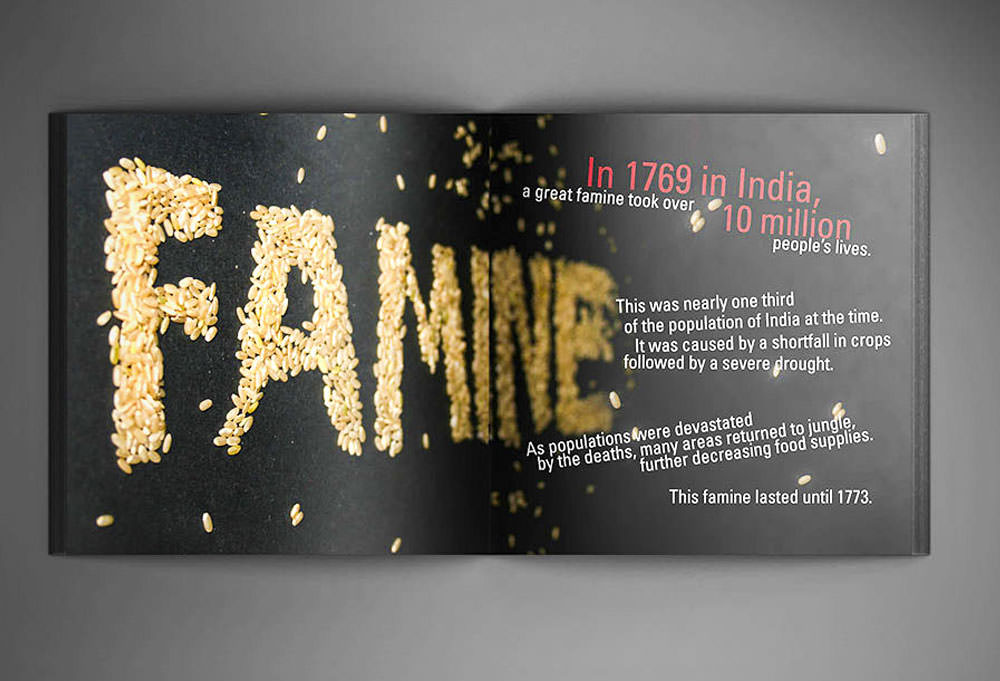 FAMINE
In 1769 in India,
a great famine took over
10 million
people's lives.
This was nearly one third
of the population of India at the time.
It was caused by a shortfall in crops
followed by a severe drought.
As populations were devastated
by the deaths, many areas returned to jungle,
further decreasing food supplies.
This famine lasted until 1773.